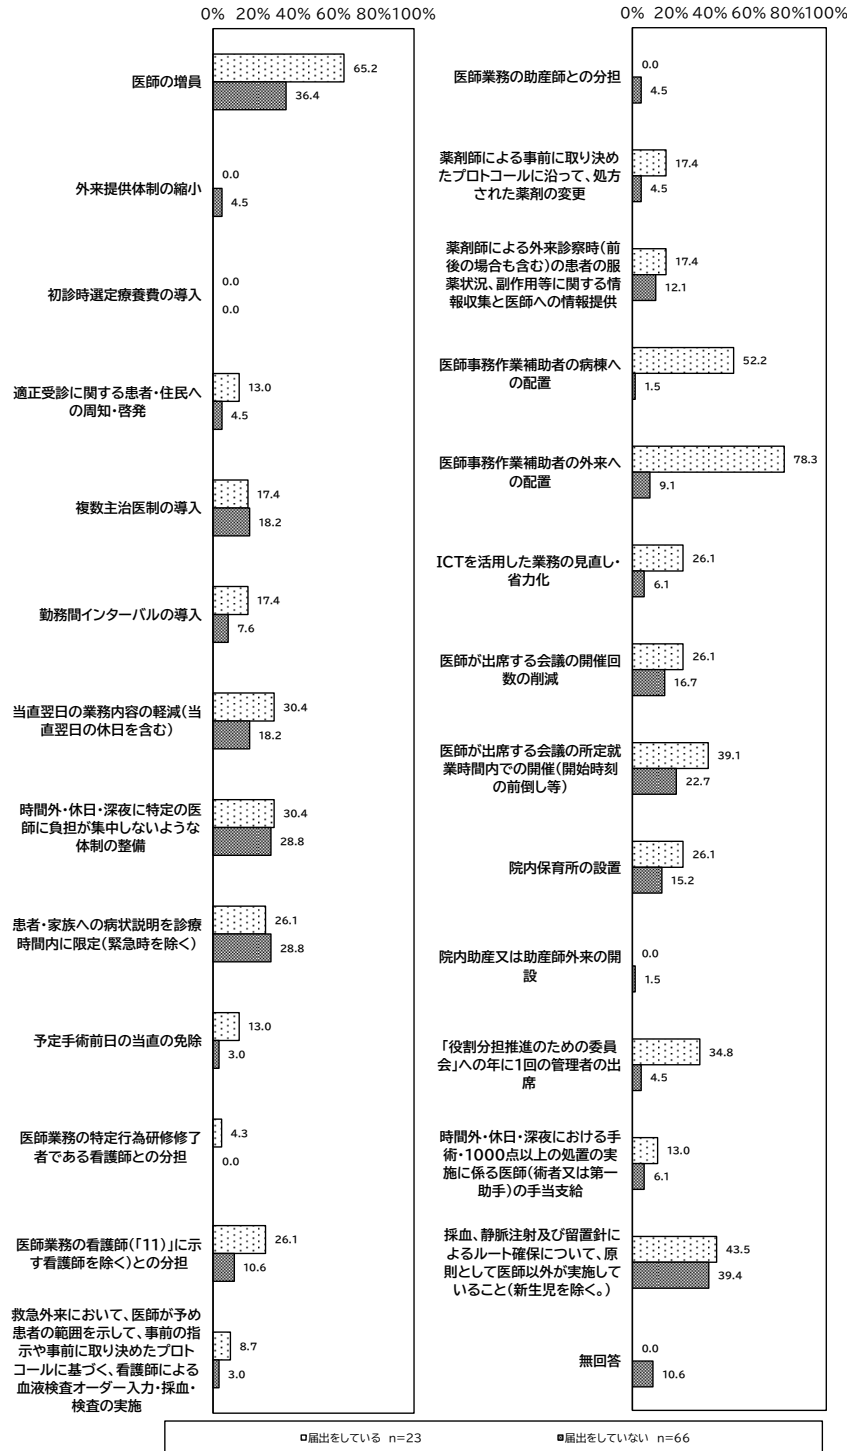 0% 20% 40% 60% 80%100%
医師の増員
65.2
36.4
外来提供体制の縮小
0.0
4.5
初診時選定療養費の導入
0.0
0.0
適正受診に関する患者・住民へ
の周知・啓発
13.0
4.5
複数主治医制の導入
17.4
18.2
勤務間インターバルの導入
17.4
7.6
当直翌日の業務内容の軽減(当
直翌日の休日を含む)
30.4
18.2
時間外・休日・深夜に特定の医
師に負担が集中しないような
体制の整備
30.4
28.8
患者・家族への病状説明を診療
時間内に限定(緊急時を除く)
26.1
28.8
予定手術前日の当直の免除
13.0
3.0
医師業務の特定行為研修修了
者である看護師との分担
4.3
0.0
医師業務の看護師(「11)」に示
す看護師を除く)との分担
26.1
10.6
救急外来において、医師が予め
患者の範囲を示して、事前の指
示や事前に取り決めたプロト
コールに基づく、看護師による
血液検査オーダー入力・採血・
検査の実施
8.7
3.0
0% 20% 40% 60% 80%100%
医師業務の助産師との分担
0.0
4.5
薬剤師による事前に取り決め
たプロトコールに沿って、処方
された薬剤の変更
17.4
4.5
薬剤師による外来診察時(前
後の場合も含む)の患者の服
薬状況、副作用等に関する情
報収集と医師への情報提供
17.4
12.1
医師事務作業補助者の病棟へ
の配置
52.2
1.5
医師事務作業補助者の外来へ
の配置
78.3
9.1
ICTを活用した業務の見直し・
省力化
26.1
6.1
医師が出席する会議の開催回
数の削減
26.1
16.7
医師が出席する会議の所定就
業時間内での開催(開始時刻
の前倒し等)
39.1
22.7
院内保育所の設置
26.1
15.2
院内助産又は助産師外来の開
設
0.0
1.5
「役割分担推進のための委員
会」への年に1回の管理者の出
席
34.8
4.5
時間外・休日・深夜における手
術・1000点以上の処置の実
施に係る医師(術者又は第一
助手)の手当支給
13.0
6.1
採血、静脈注射及び留置針に
よるルート確保について、原
則として医師以外が実施して
いること(新生児を除く。)
43.5
39.4
無回答
0.0
10.6
届出をしている n=23
届出をしていない n=66